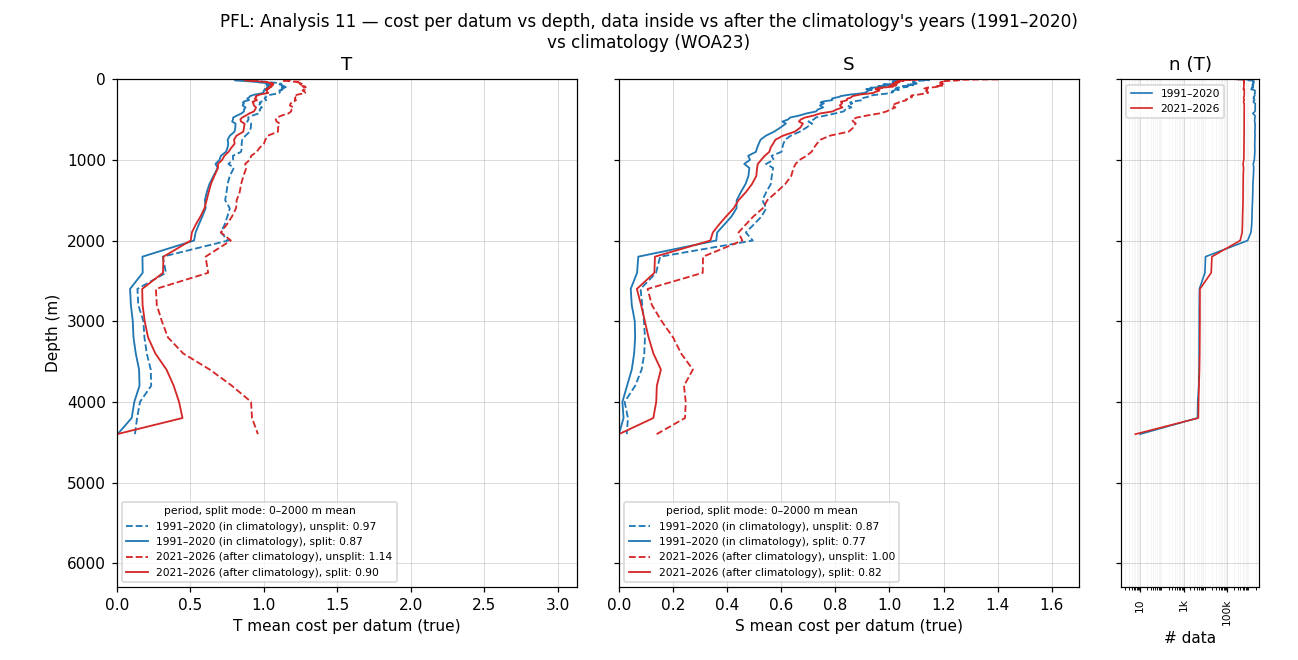 PFL: Analysis 11 — cost per datum vs depth, data inside vs after the climatology's years (1991–2020)
vs climatology (WOA23)
T
S
n (T)
Depth (m)
0
1000
2000
3000
4000
5000
6000
period, split mode: 0–2000 m mean
1991–2020 (in climatology), unsplit: 0.97
1991–2020 (in climatology), split: 0.87
2021–2026 (after climatology), unsplit: 1.14
2021–2026 (after climatology), split: 0.90
0.0 0.5 1.0 1.5 2.0 2.5 3.0
T mean cost per datum (true)
period, split mode: 0–2000 m mean
1991–2020 (in climatology), unsplit: 0.87
1991–2020 (in climatology), split: 0.77
2021–2026 (after climatology), unsplit: 1.00
2021–2026 (after climatology), split: 0.82
0.0 0.2 0.4 0.6 0.8 1.0 1.2 1.4 1.6
S mean cost per datum (true)
1991–2020
2021–2026
10 1k 100k
# data